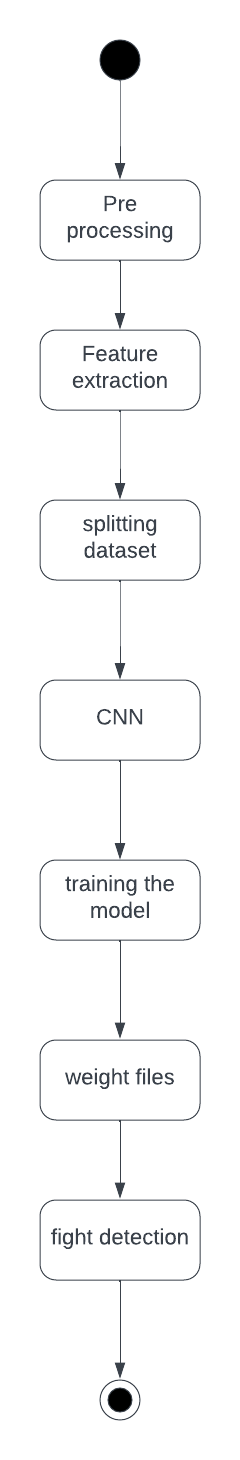 Pre
processing
Feature
extraction
splitting
dataset
CNN
training the
model
weight files
fight detection